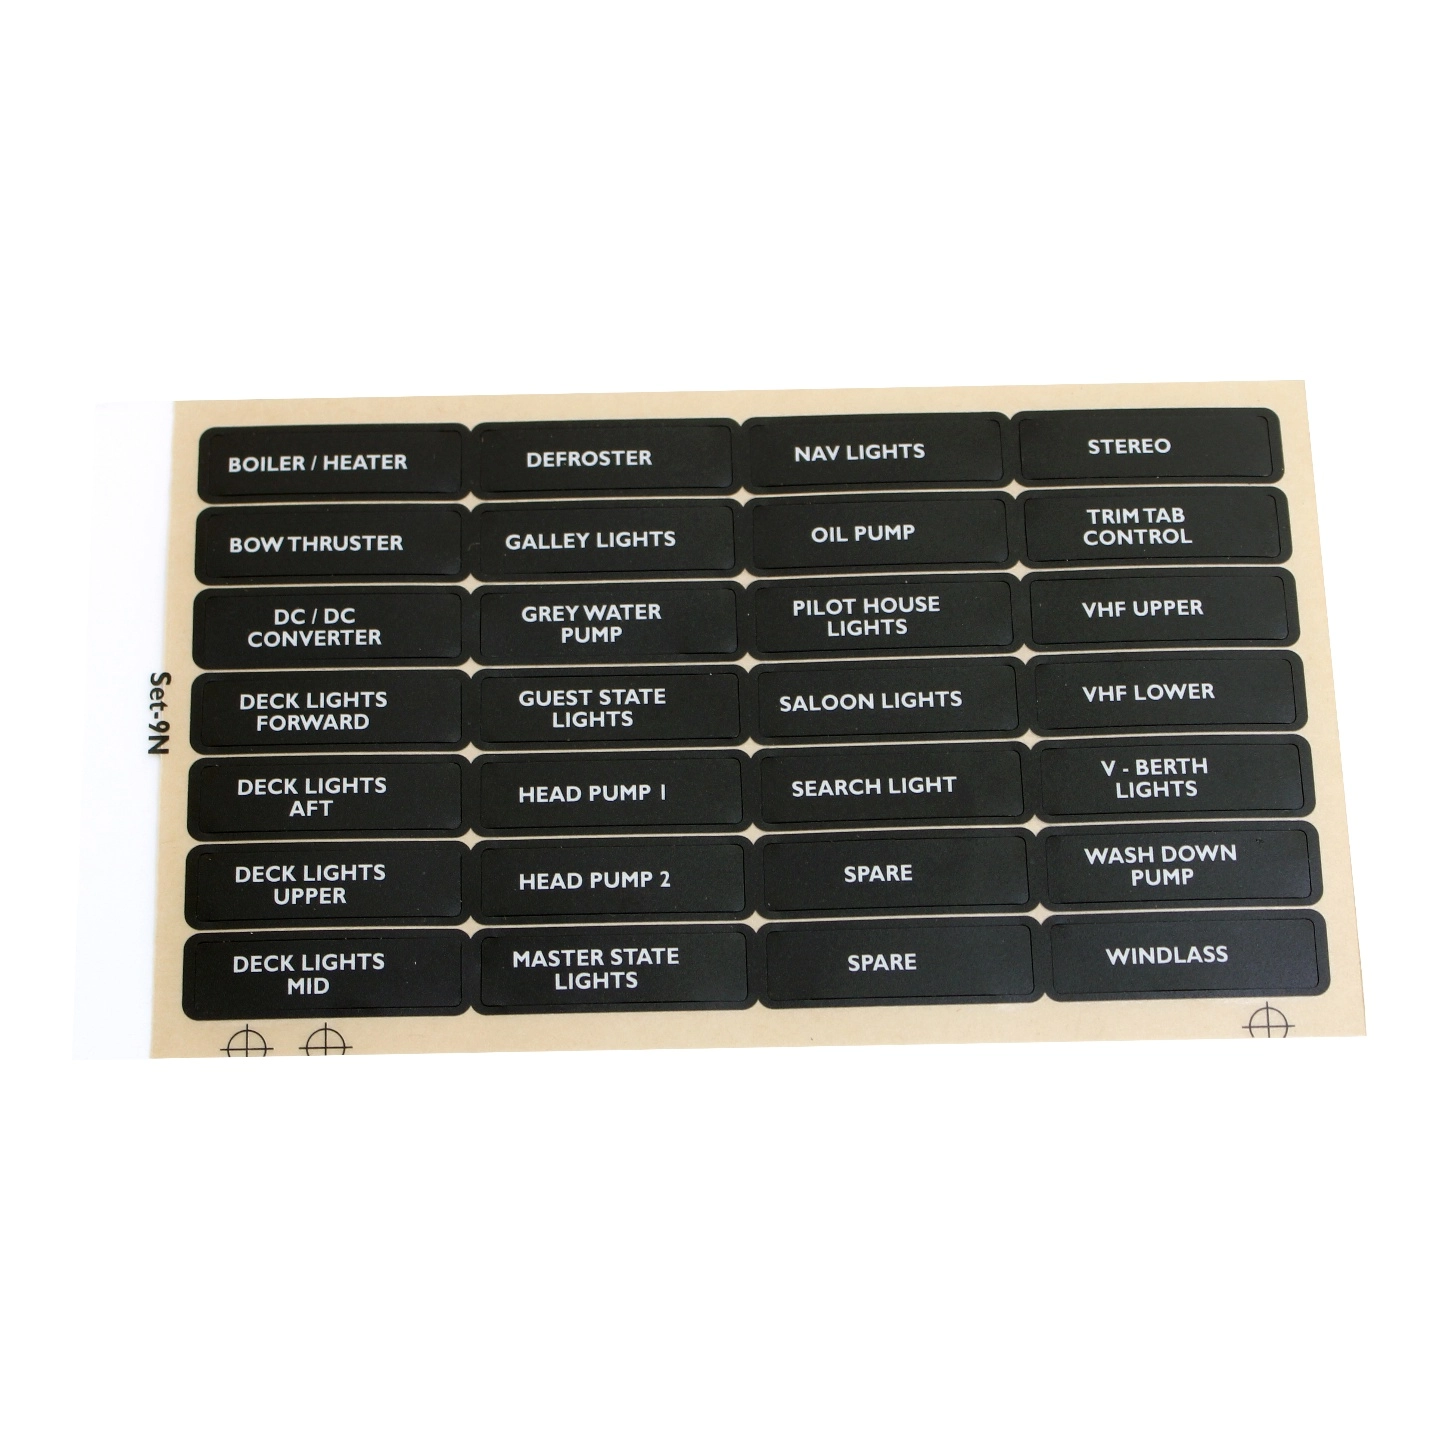 BOILER / HEATER
DEFROSTER
NAV LIGHTS
STEREO
BOW THRUSTER
GALLEY LIGHTS
OIL PUMP
TRIM TAB
CONTROL
DC / DC
CONVERTER
GREY WATER
PUMP
PILOT HOUSE
LIGHTS
VHF UPPER
DECK LIGHTS
FORWARD
GUEST STATE
LIGHTS
SALOON LIGHTS
VHF LOWER
DECK LIGHTS
AFT
HEAD PUMP 1
SEARCH LIGHT
V - BERTH
LIGHTS
DECK LIGHTS
UPPER
HEAD PUMP 2
SPARE
WASH DOWN
PUMP
DECK LIGHTS
MID
MASTER STATE
LIGHTS
SPARE
WINDLASS
Set-9N